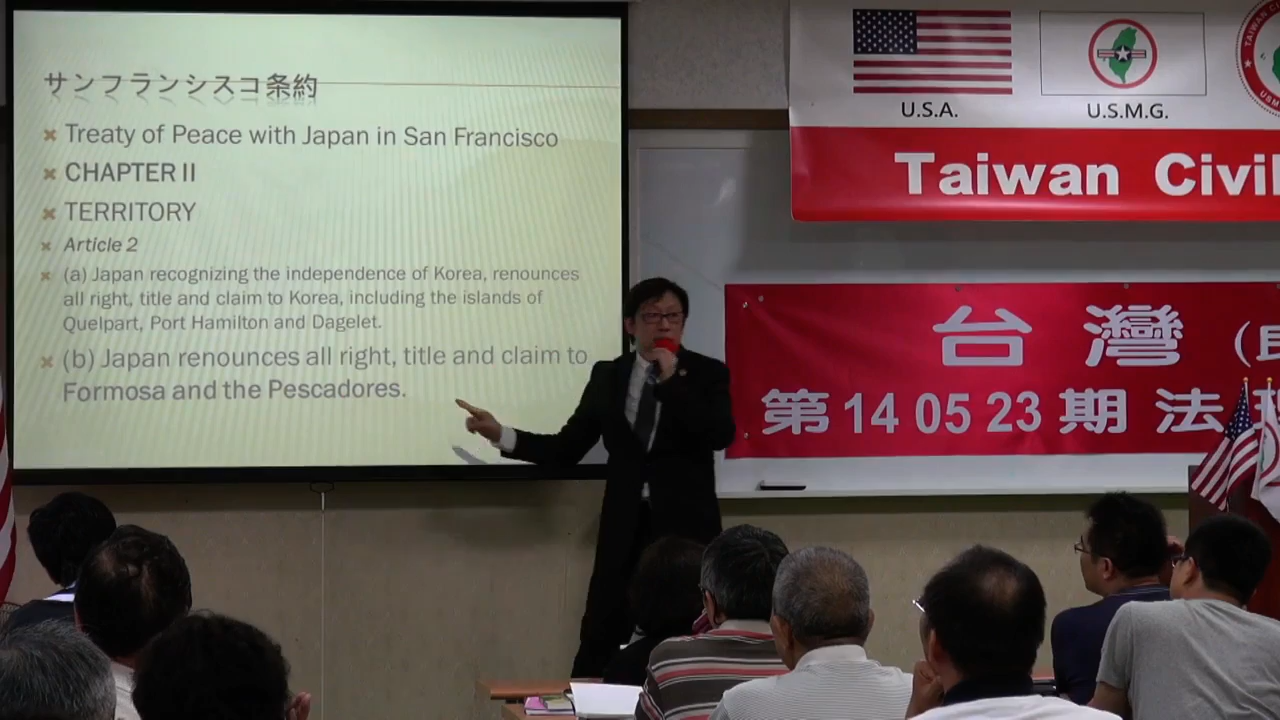 サンフランシスコ条約
Treaty of Peace with Japan in San Francisco
CHAPTER II
TERRITORY
Article 2
(a) Japan recognizing the independence of Korea, renounces
all right, title and claim to Korea, including the islands of
Quelpart, Port Hamilton and Dagelet.
(b) Japan renounces all right, title and claim to
Formosa and the Pescadores.
U.S.A.
U.S.M.G.
Taiwan Civil
台灣
第 14 05 23 期 法